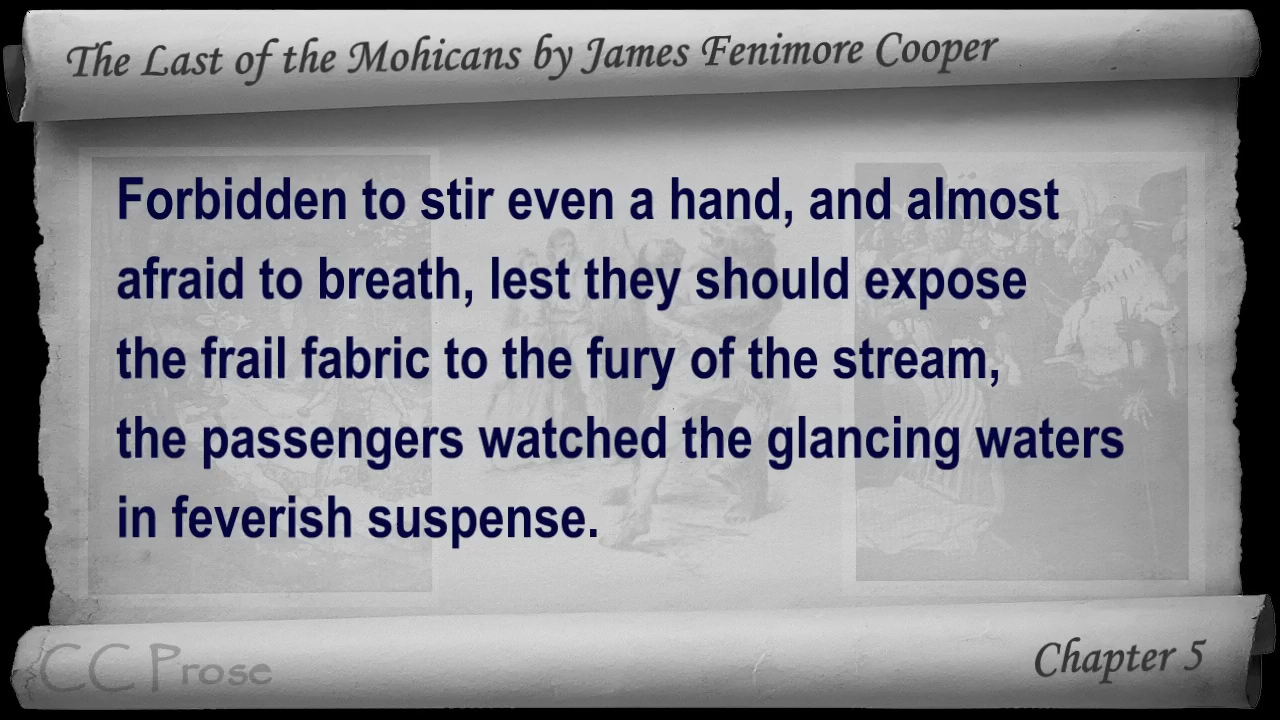 The Last of the Mohicans by James Fenimore Cooper
Forbidden to stir even a hand, and almost
afraid to breath, lest they should expose
the frail fabric to the fury of the stream,
the passengers watched the glancing waters
in feverish suspense.
CC Prose
Chapter 5